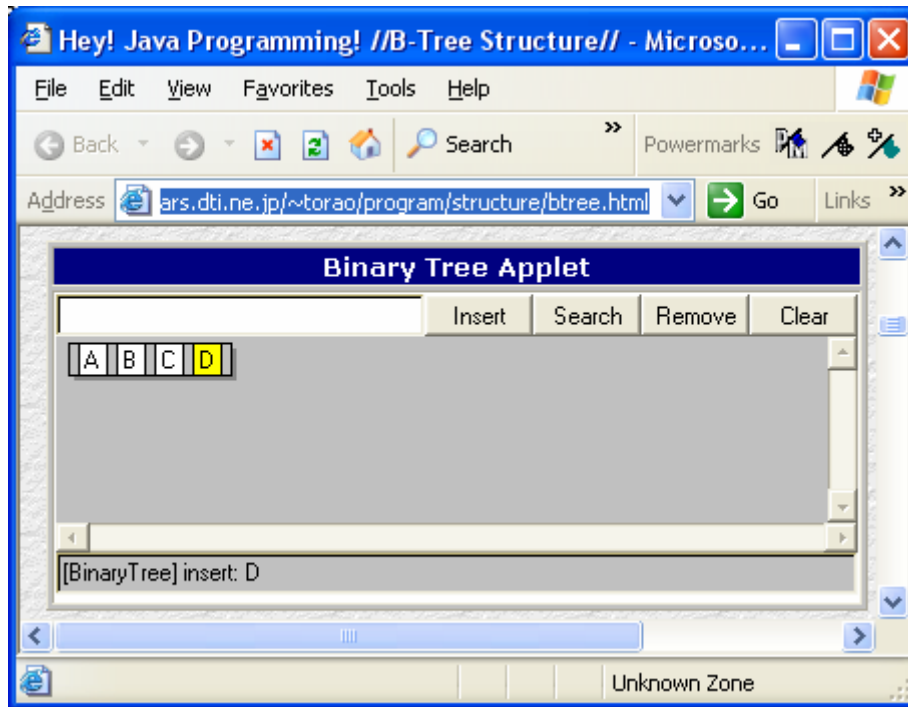 Hey! Java Programming! //B-Tree Structure// - Microso...
File Edit View Favorites Tools Help
Back Search » Powermarks
Address ars.dti.ne.jp/~torao/program/structure/btree.html Go Links »
Binary Tree Applet
Insert Search Remove Clear
A B C D
[BinaryTree] insert: D
Unknown Zone